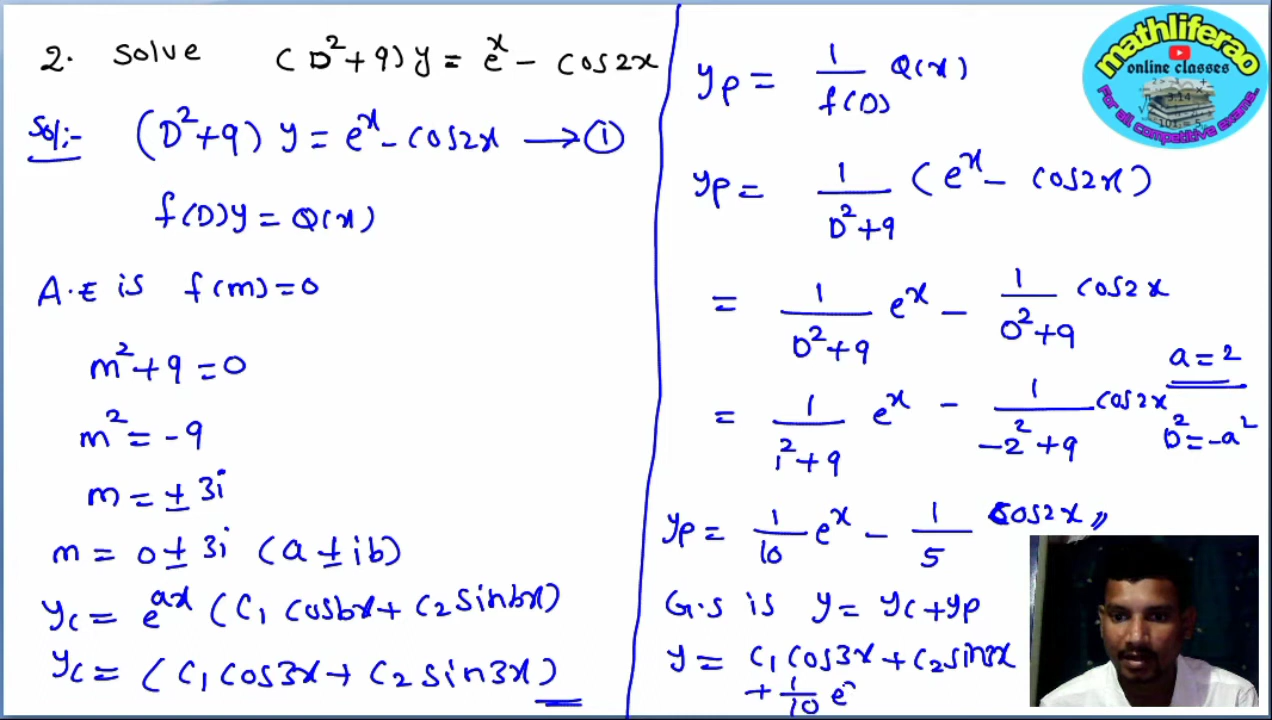 2. Solve (D²+9)y = eˣ - cos2x
Sol:- (D²+9) y = eˣ - cos2x → ①
f(D)y = Q(x)
A.E is f(m)=0
m²+9=0
m² = -9
m = ± 3i
m = 0 ± 3i (a ± ib)
yc = eᵃˣ (C₁ cosbx + C₂ sinbx)
yc = (C₁ cos3x + C₂ sin3x)
yp = 1/f(D) Q(x)
yp = 1/D²+9 (eˣ - cos2x)
= 1/D²+9 eˣ - 1/D²+9 cos2x
a = 2
= 1/1²+9 eˣ - 1/-2²+9 cos2x
D² = -a²
yp = 1/10 eˣ - 1/5 cos2x //
G.S is y = yc + yp
y = C₁ cos3x + C₂ sin3x
+ 1/10 e
mathliferao
online classes
For all competitive exams.